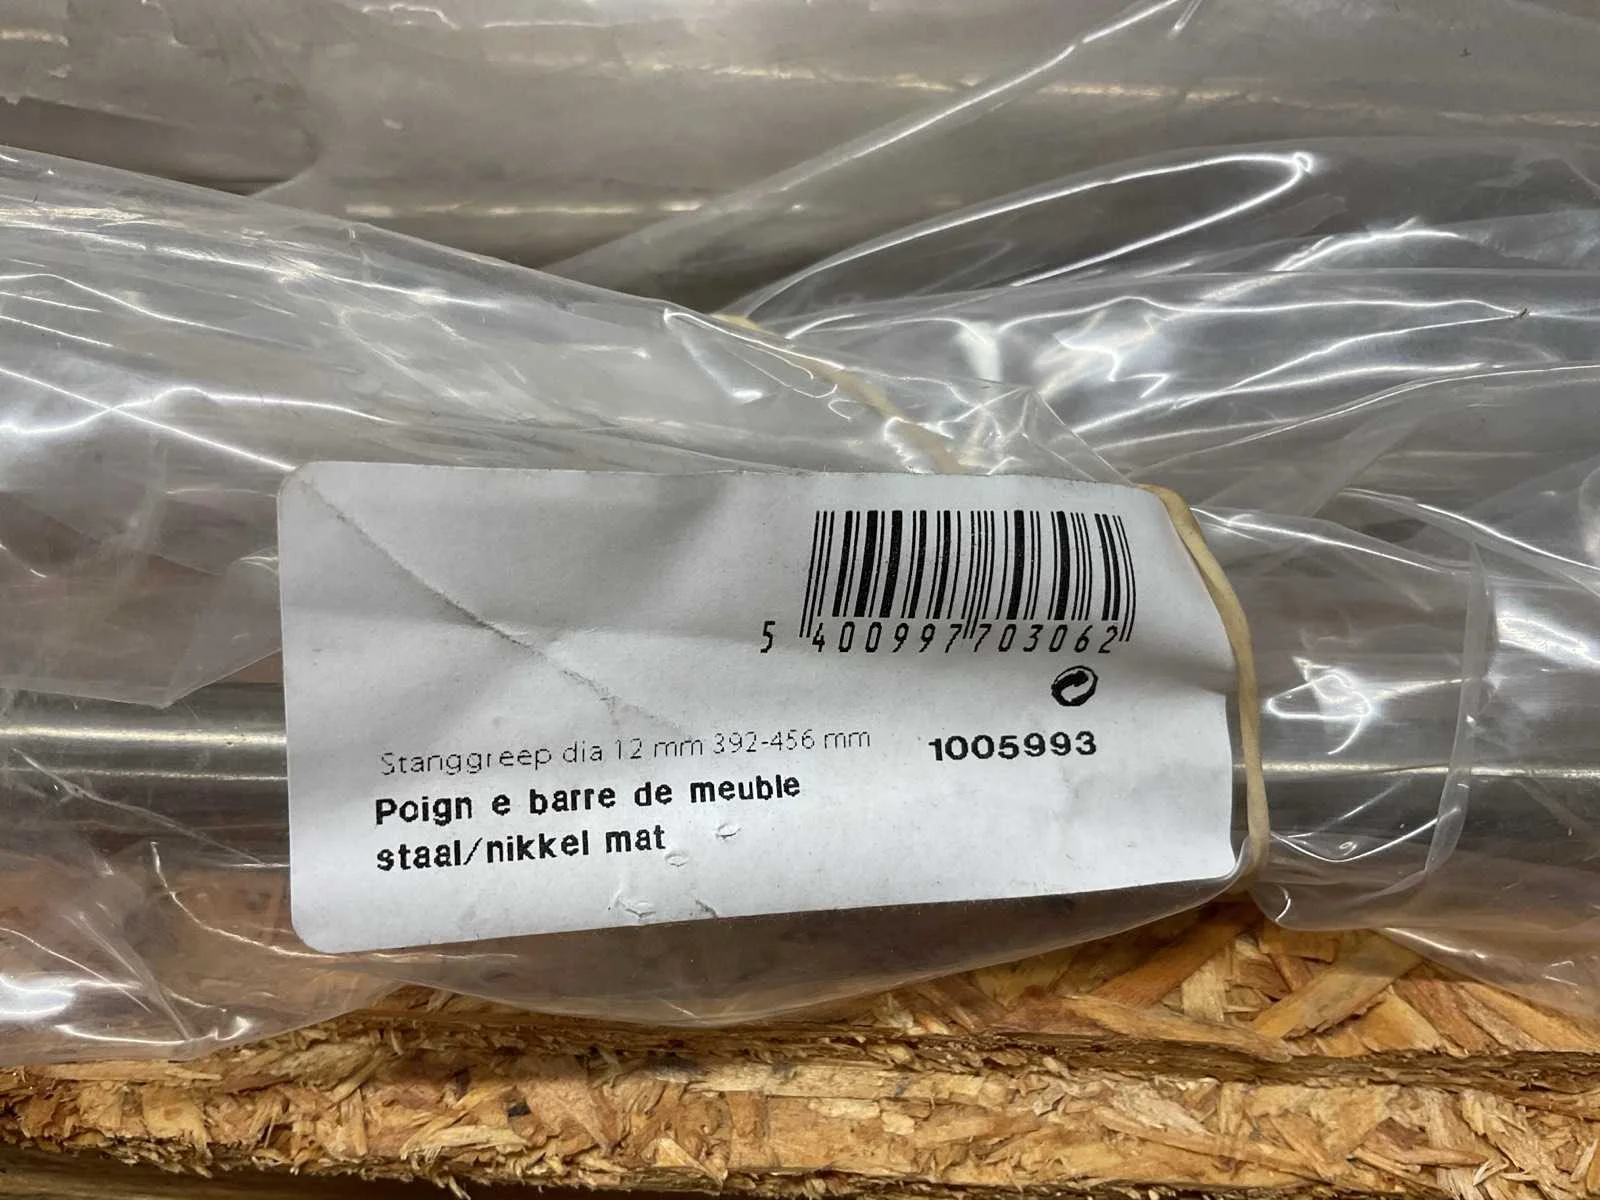 5 400997 703062
Stanggreep dia 12 mm 392-456 mm
1005993
Poign e barre de meuble
staal/nikkel mat